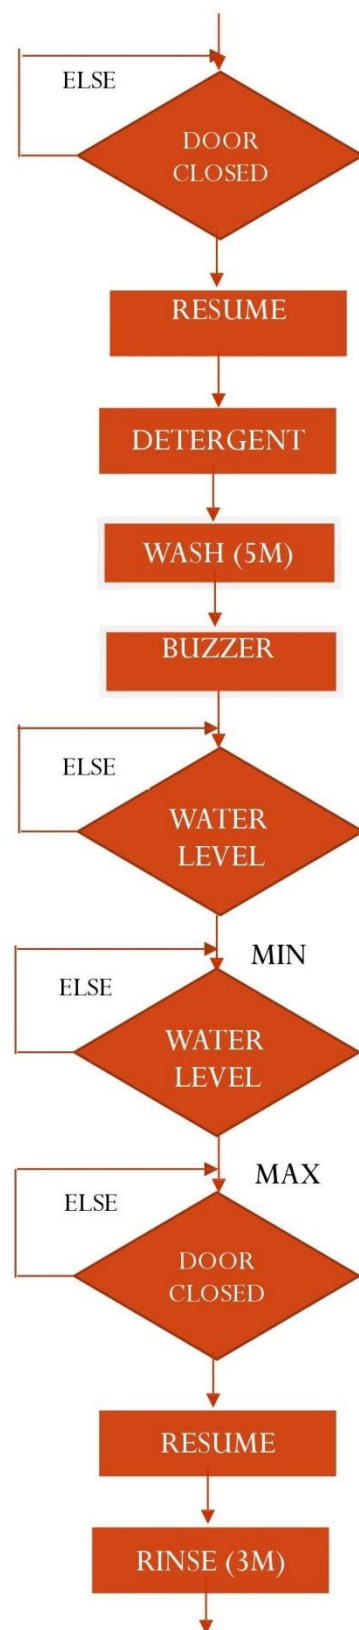 ELSE
DOOR
CLOSED
RESUME
DETERGENT
WASH (5M)
BUZZER
ELSE
WATER
LEVEL
MIN
ELSE
WATER
LEVEL
MAX
ELSE
DOOR
CLOSED
RESUME
RINSE (3M)